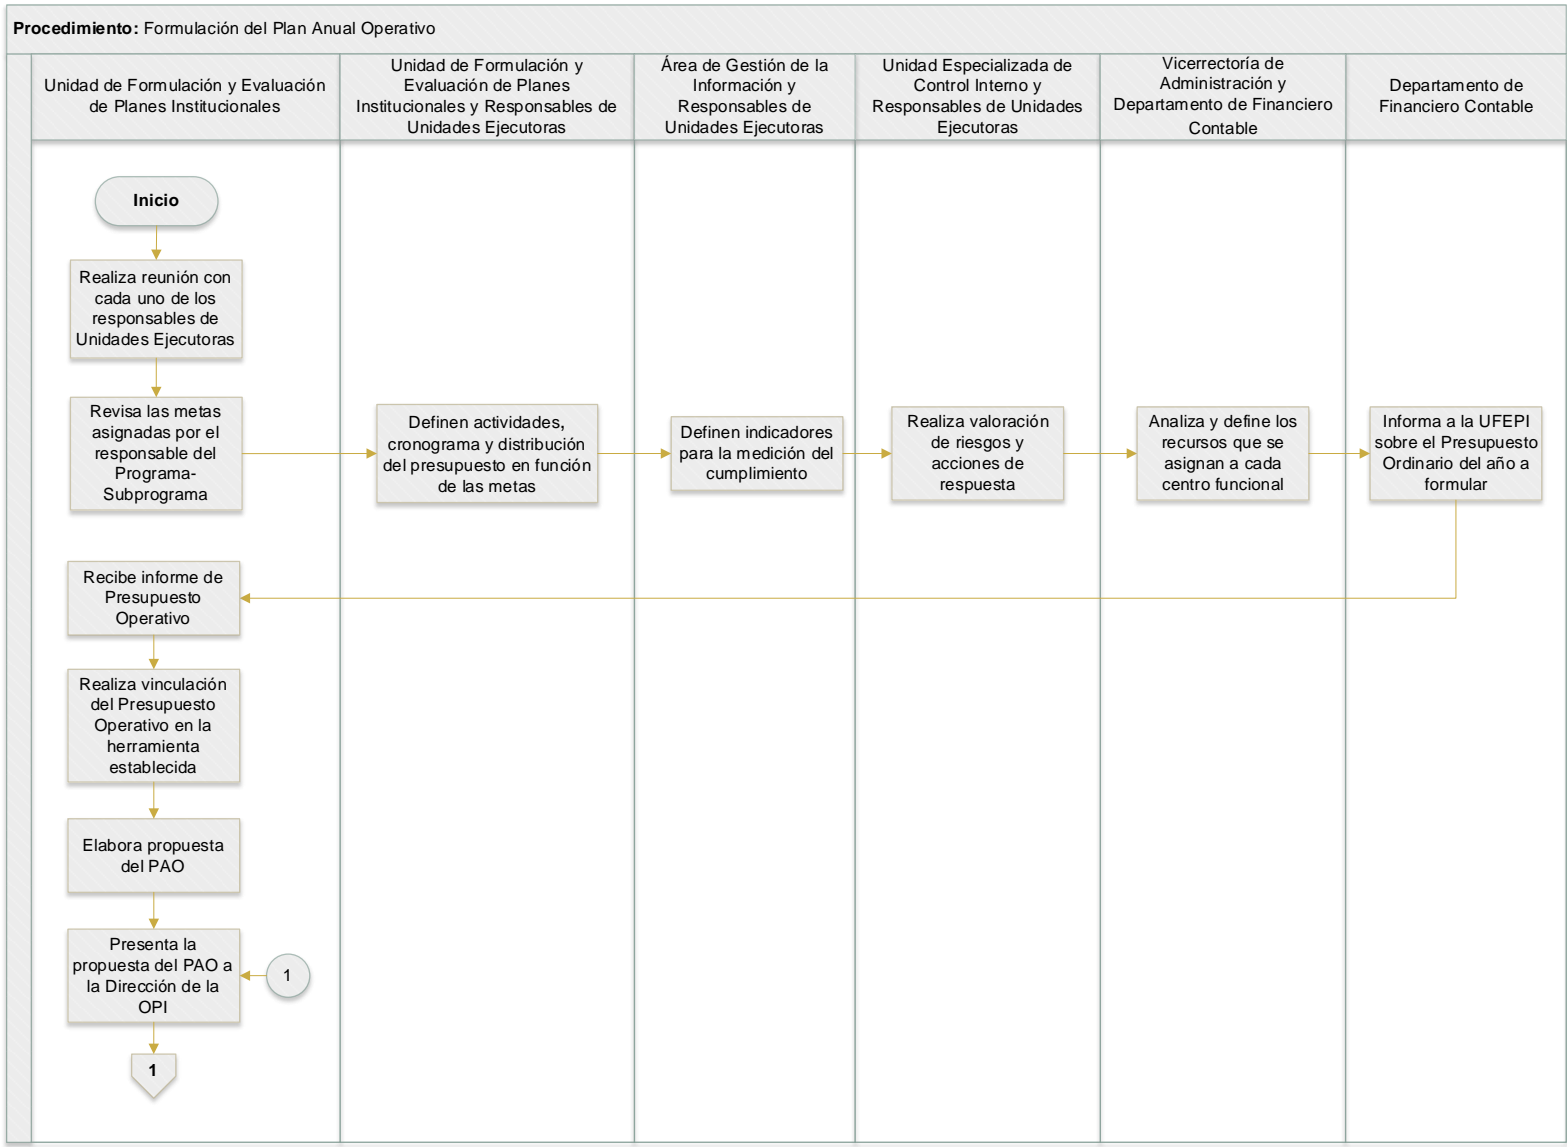 Procedimiento: Formulación del Plan Anual Operativo
Unidad de Formulación y Evaluación
de Planes Institucionales
Unidad de Formulación y
Evaluación de Planes
Institucionales y Responsables de
Unidades Ejecutoras
Área de Gestión de la
Información y
Responsables de
Unidades Ejecutoras
Unidad Especializada de
Control Interno y
Responsables de Unidades
Ejecutoras
Vicerrectoría de
Administración y
Departamento de Financiero
Contable
Departamento de
Financiero Contable
Inicio
Realiza reunión con
cada uno de los
responsables de
Unidades Ejecutoras
Revisa las metas
asignadas por el
responsable del
Programa-
Subprograma
Definen actividades,
cronograma y distribución
del presupuesto en función
de las metas
Definen indicadores
para la medición del
cumplimiento
Realiza valoración
de riesgos y
acciones de
respuesta
Analiza y define los
recursos que se
asignan a cada
centro funcional
Informa a la UFEPI
sobre el Presupuesto
Ordinario del año a
formular
Recibe informe de
Presupuesto
Operativo
Realiza vinculación
del Presupuesto
Operativo en la
herramienta
establecida
Elabora propuesta
del PAO
Presenta la
propuesta del PAO a
la Dirección de la
OPI
1
1